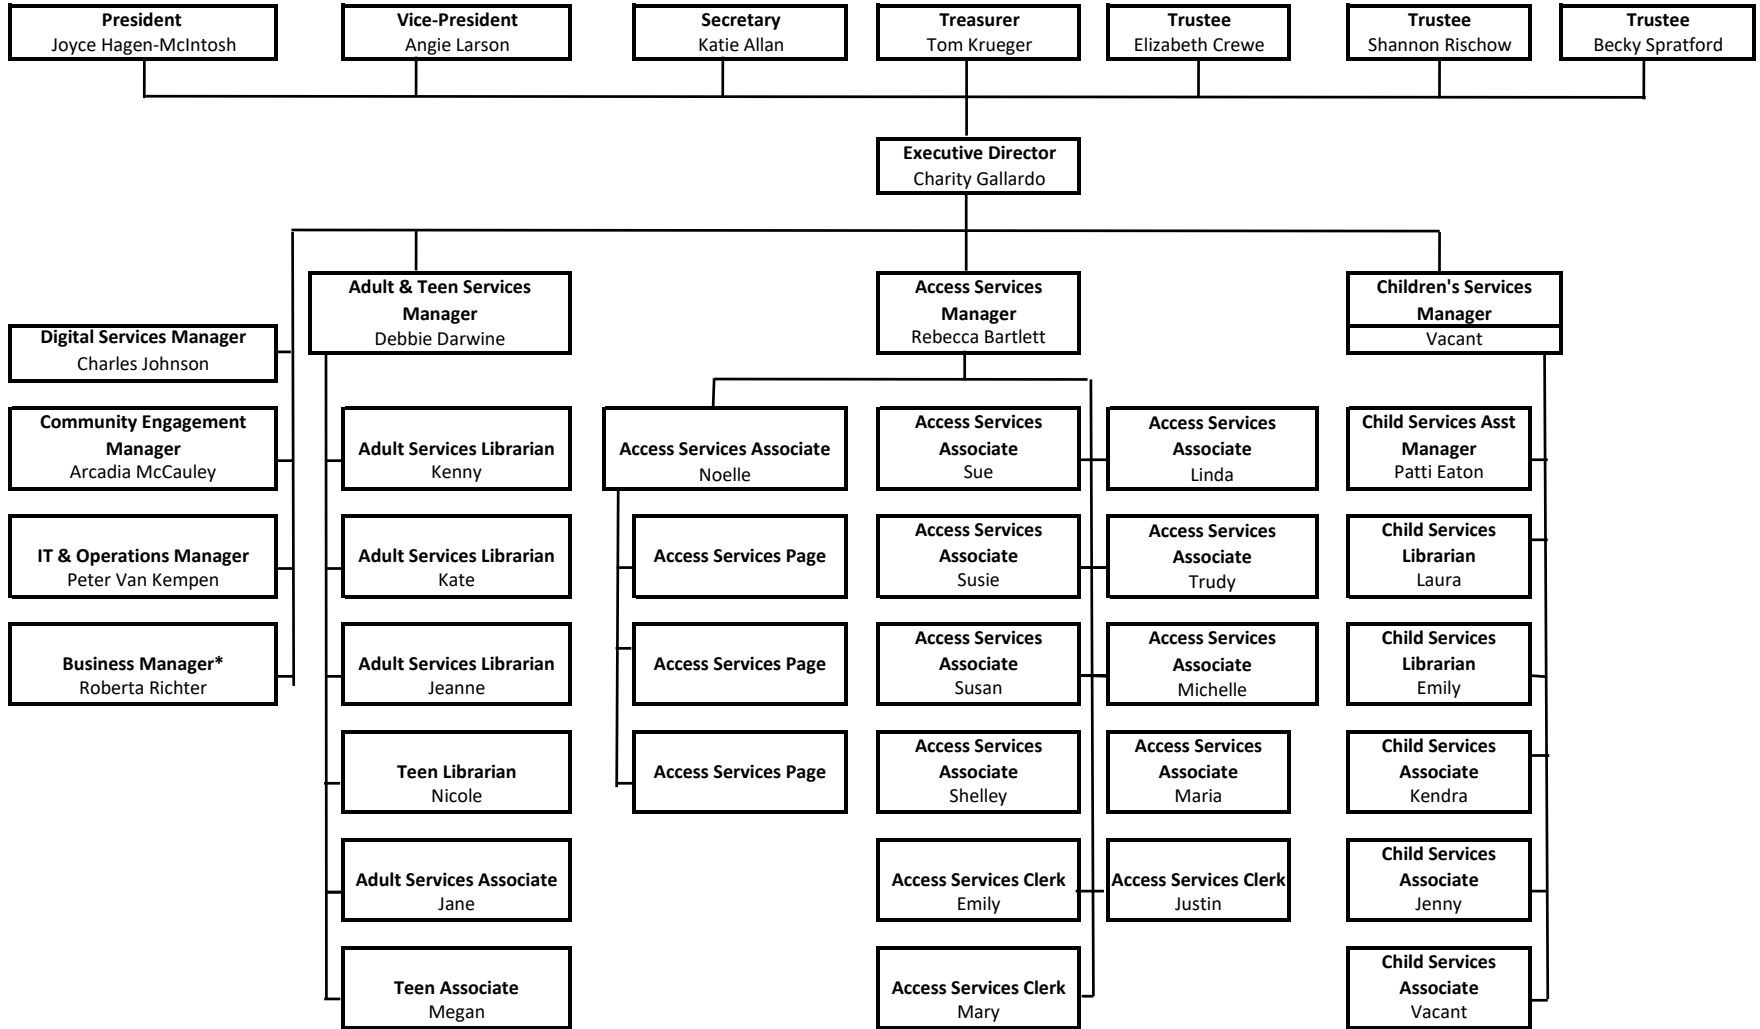 President
Joyce Hagen-McIntosh
Vice-President
Angie Larson
Secretary
Katie Allan
Treasurer
Tom Krueger
Trustee
Elizabeth Crewe
Trustee
Shannon Rischow
Trustee
Becky Spratford
Executive Director
Charity Gallardo
Digital Services Manager
Charles Johnson
Community Engagement
Manager
Arcadia McCauley
IT & Operations Manager
Peter Van Kempen
Business Manager*
Roberta Richter
Adult & Teen Services
Manager
Debbie Darwine
Adult Services Librarian
Kenny
Adult Services Librarian
Kate
Adult Services Librarian
Jeanne
Teen Librarian
Nicole
Adult Services Associate
Jane
Teen Associate
Megan
Access Services
Manager
Rebecca Bartlett
Access Services Associate
Noelle
Access Services Page
Access Services Page
Access Services Page
Access Services
Associate
Sue
Access Services
Associate
Susie
Access Services
Associate
Susan
Access Services
Associate
Shelley
Access Services Clerk
Emily
Access Services Clerk
Mary
Access Services
Associate
Linda
Access Services
Associate
Trudy
Access Services
Associate
Michelle
Access Services
Associate
Maria
Access Services Clerk
Justin
Children's Services
Manager
Vacant
Child Services Asst
Manager
Patti Eaton
Child Services
Librarian
Laura
Child Services
Librarian
Emily
Child Services
Associate
Kendra
Child Services
Associate
Jenny
Child Services
Associate
Vacant